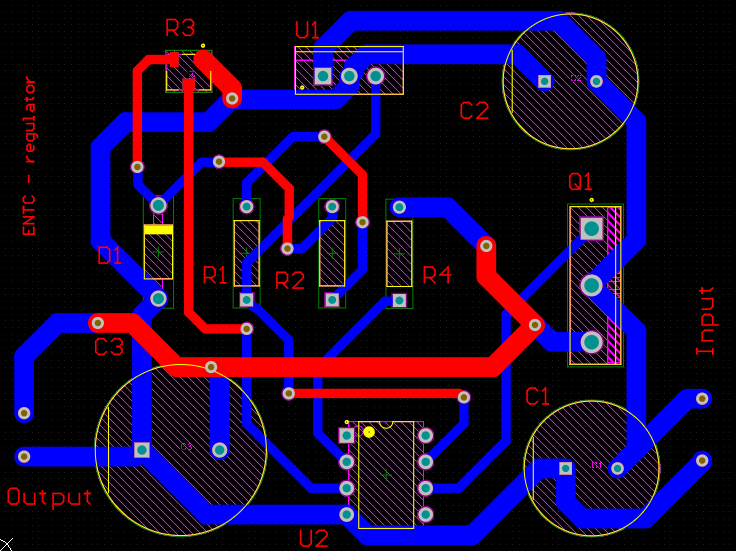 R3
U1
C2
ENTC - regulator
Q1
D1
R1
R2
R4
Input
C3
C1
Output
U2